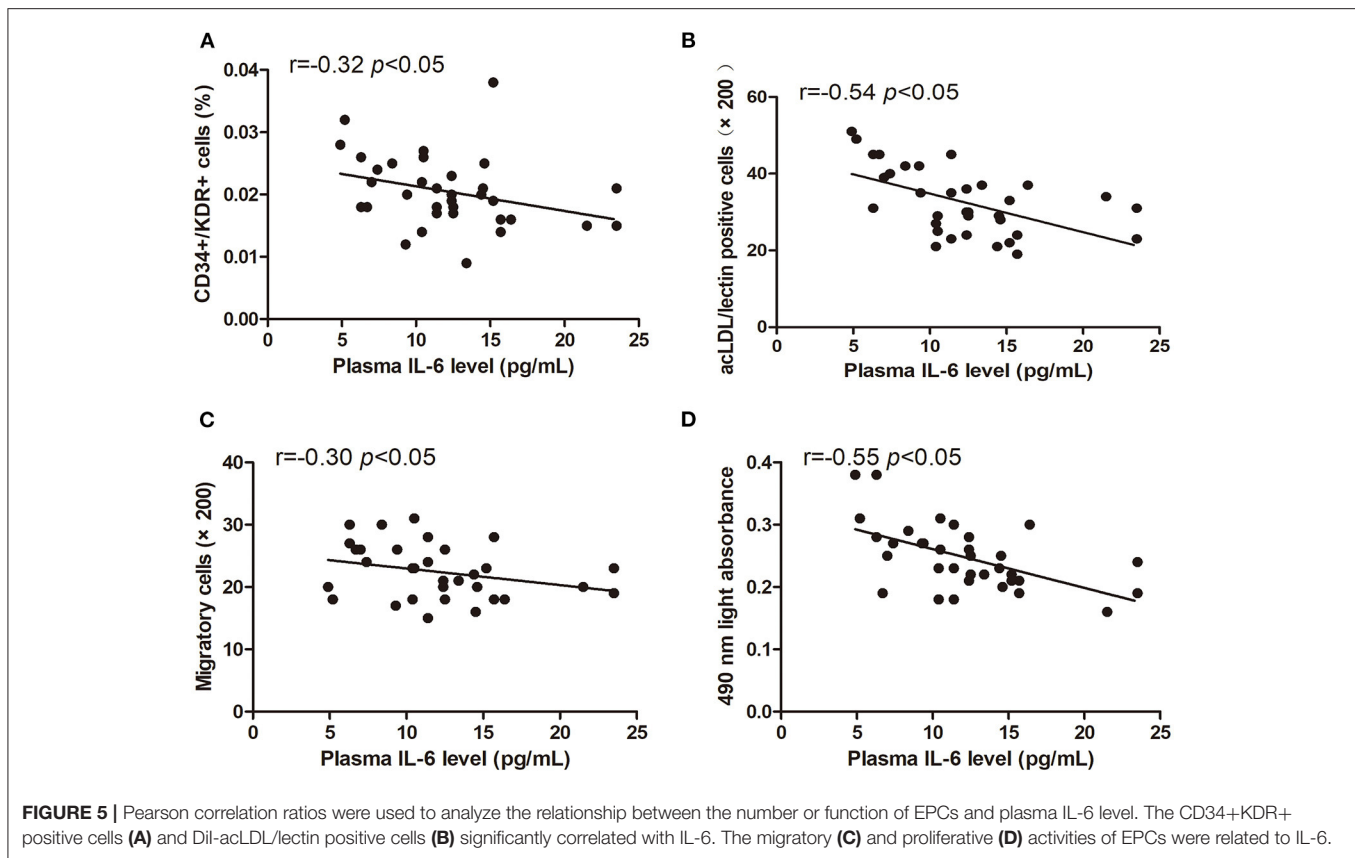 A
r=-0.32 p<0.05
CD34+/KDR+ cells (%)
0.04
0.03
0.02
0.01
0.00
0 5 10 15 20 25
Plasma IL-6 level (pg/mL)
B
r=-0.54 p<0.05
acLDL/lectin positive cells（× 200 ）
60
40
20
0
0 5 10 15 20 25
Plasma IL-6 level (pg/mL)
C
r=-0.30 p<0.05
Migratory cells (× 200)
40
30
20
10
0
0 5 10 15 20 25
Plasma IL-6 level (pg/mL)
D
r=-0.55 p<0.05
490 nm light absorbance
0.4
0.3
0.2
0.1
0.0
0 5 10 15 20 25
Plasma IL-6 level (pg/mL)
FIGURE 5 | Pearson correlation ratios were used to analyze the relationship between the number or function of EPCs and plasma IL-6 level. The CD34+KDR+
positive cells (A) and Dil-acLDL/lectin positive cells (B) significantly correlated with IL-6. The migratory (C) and proliferative (D) activities of EPCs were related to IL-6.